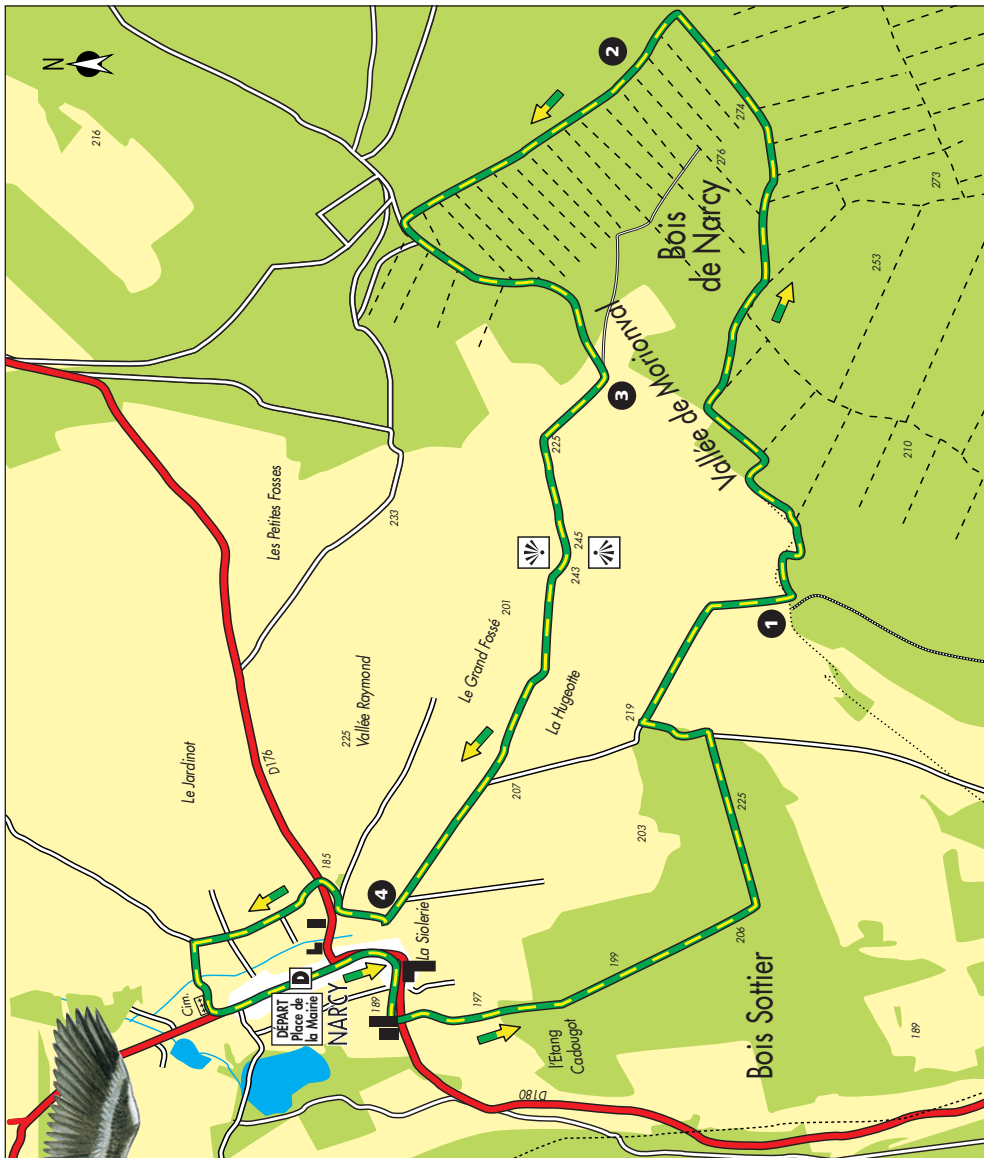 N
216
2
274
276
Bois
de Narcy
273
253
210
Vallée de Morionval
3
225
245
243
1
Les Petites Fosses
233
201
Le Grand Fossé
La Hugeotte
219
Le Jardinot
D176
225
Vallée Raymond
207
203
225
185
4
La Siolerie
206
199
197
Bois Sottier
189
Cim.
D
DÉPART
Place de
la Mairie
NARCY
189
l'Etang
Cadougot
D180